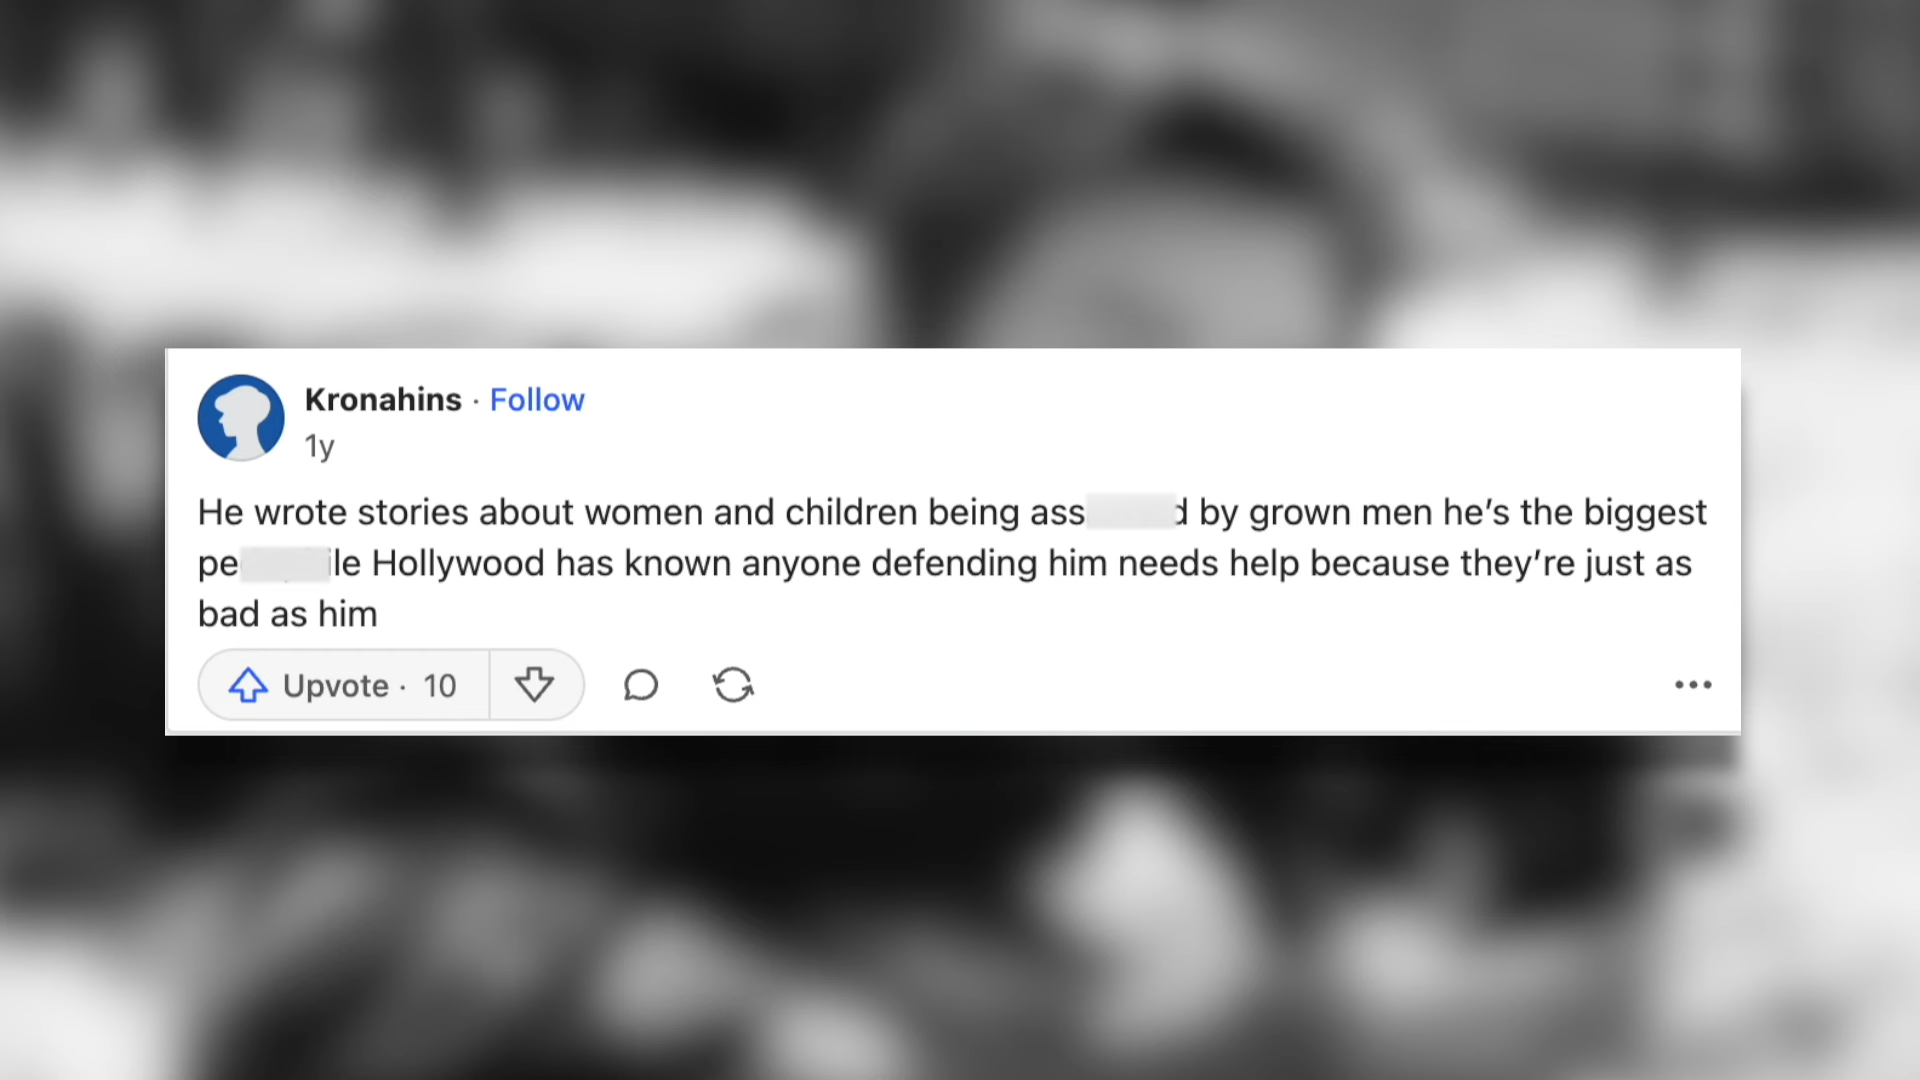 Kronahins · Follow
1y
He wrote stories about women and children being ass d by grown men he’s the biggest
pe ile Hollywood has known anyone defending him needs help because they’re just as
bad as him
Upvote · 10